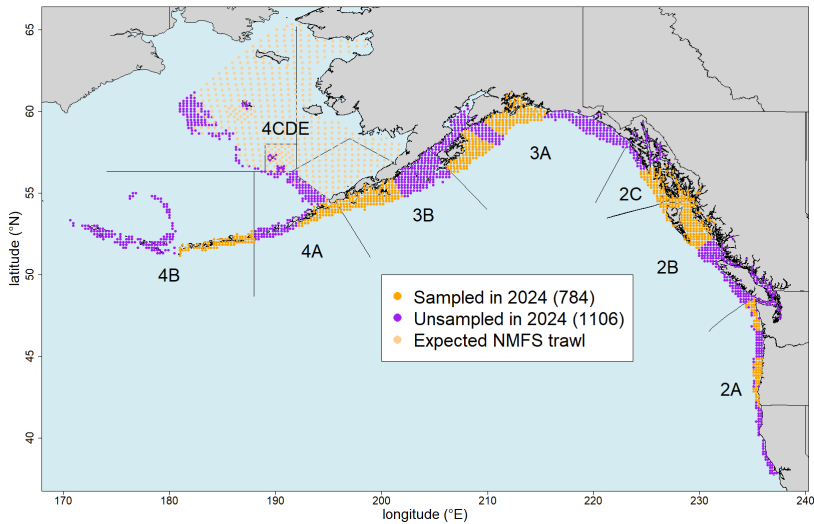 65
60
55
50
45
40
latitude (°N)
4CDE
3A
2C
3B
4A
4B
2B
2A
Sampled in 2024 (784)
Unsampled in 2024 (1106)
Expected NMFS trawl
170
180
190
200
210
220
230
240
longitude (°E)